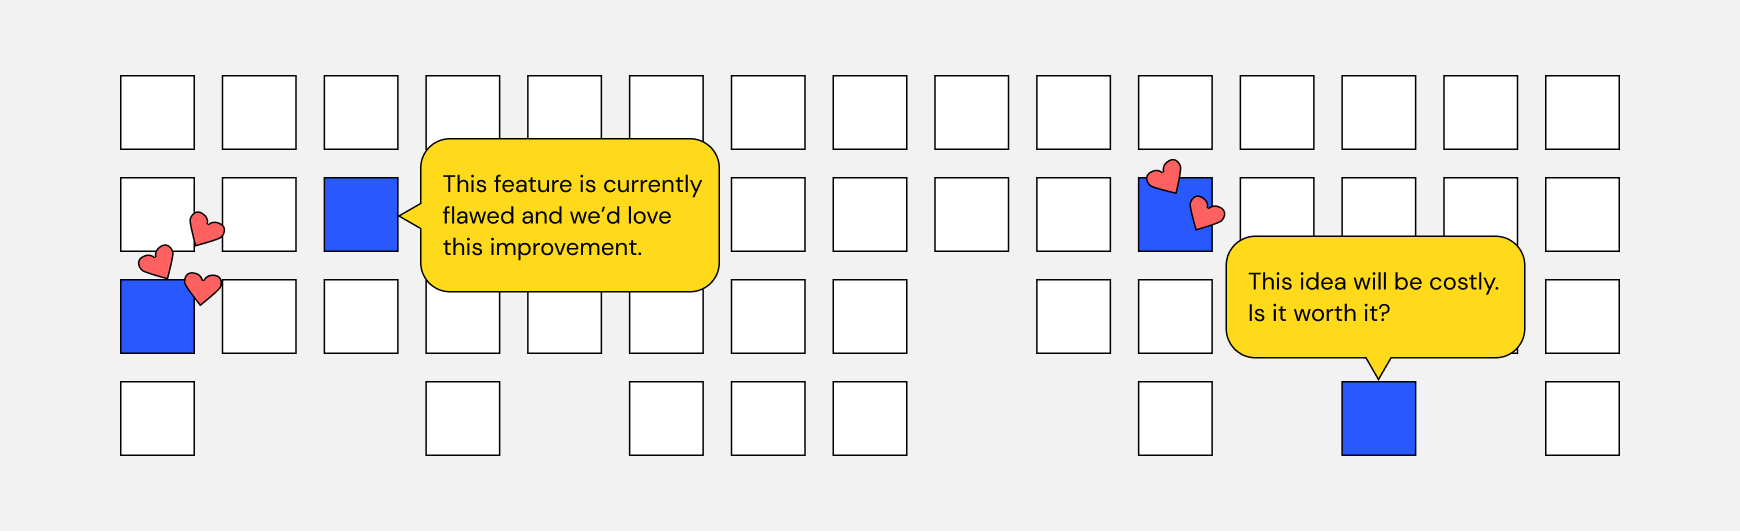 This feature is currently
flawed and we’d love
this improvement.
This idea will be costly.
Is it worth it?